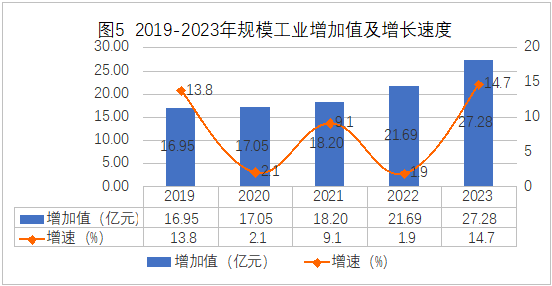 图5 2019-2023年规模工业增加值及增长速度
30.00 20
25.00
20.00 15
15.00 10
10.00
5.00 5
0.00 0
13.8 2.1 9.1 1.9 14.7
16.95 17.05 18.20 21.69 27.28
2019 2020 2021 2022 2023
增加值（亿元） 16.95 17.05 18.20 21.69 27.28
增速（%） 13.8 2.1 9.1 1.9 14.7
增加值（亿元） 增速（%）